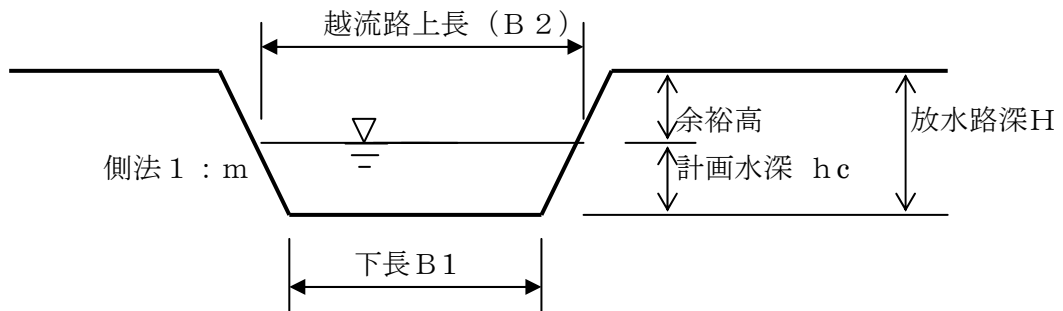 越流路上長（Ｂ２）
余裕高
放水路深Ｈ
側法１：ｍ
計画水深 ｈｃ
下長Ｂ１